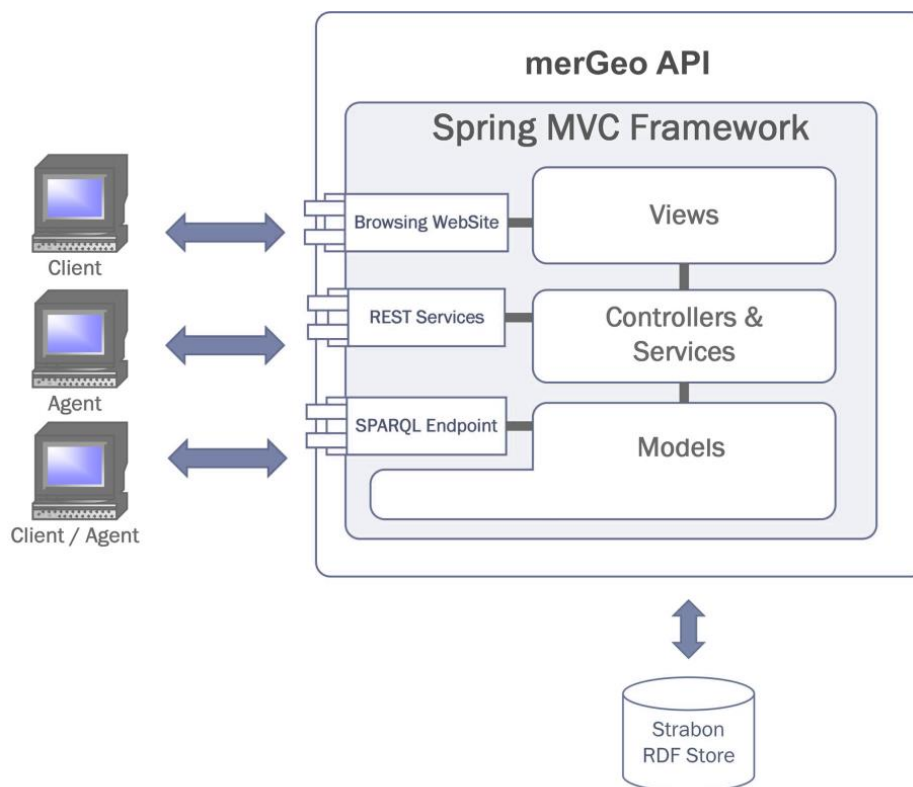 merGeo API
Spring MVC Framework
Client
Browsing WebSite
Views
Agent
REST Services
Controllers &
Services
Client / Agent
SPARQL Endpoint
Models
Strabon
RDF Store